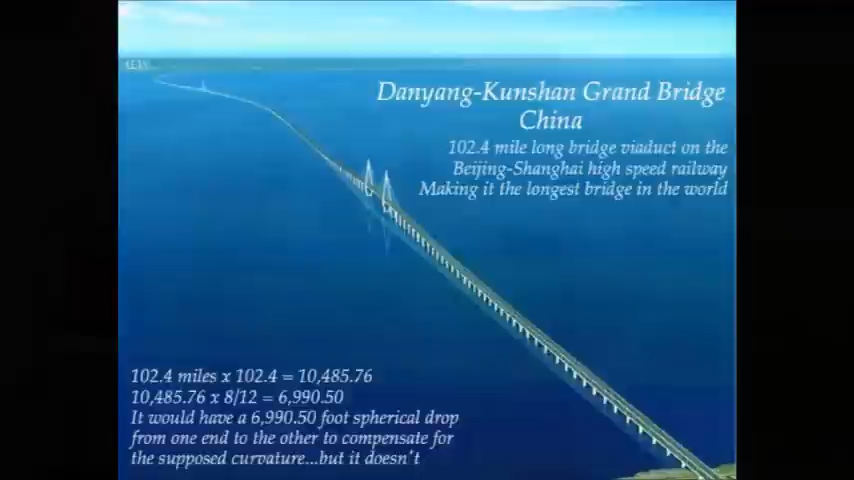 Danyang-Kunshan Grand Bridge
China
102.4 mile long bridge viaduct on the
Beijing-Shanghai high speed railway
Making it the longest bridge in the world
102.4 miles x 102.4 = 10,485.76
10,485.76 x 8/12 = 6,990.50
It would have a 6,990.50 foot spherical drop
from one end to the other to compensate for
the supposed curvature...but it doesn't